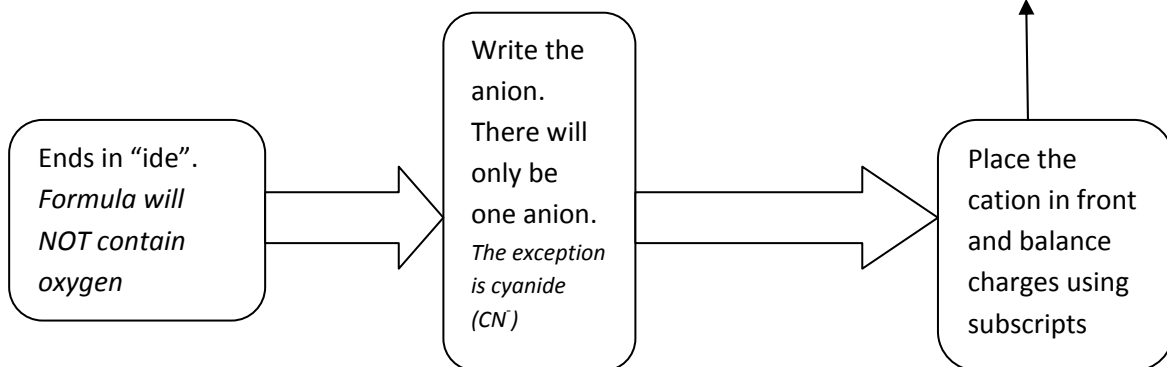 Ends in “ide”.
Formula will
NOT contain
oxygen
Write the
anion.
There will
only be
one anion.
The exception
is cyanide
(CN⁻)
Place the
cation in front
and balance
charges using
subscripts